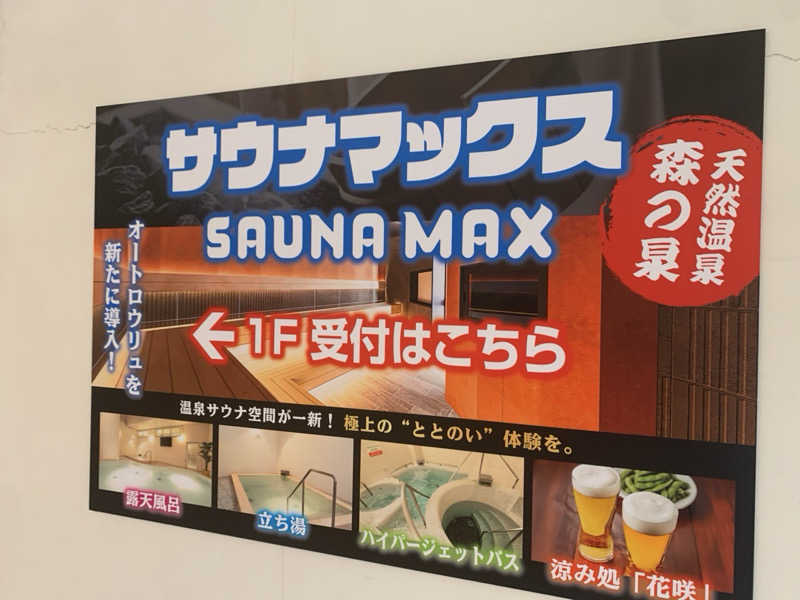 サウナマックス
SAUNA MAX
天然温泉
森の泉
オートロウリュを
新たに導入！
←1F 受付はこちら
温泉サウナ空間が一新！極上の“ととのい”体験を。
露天風呂
立ち湯
ハイパージェットバス
涼み処「花咲」